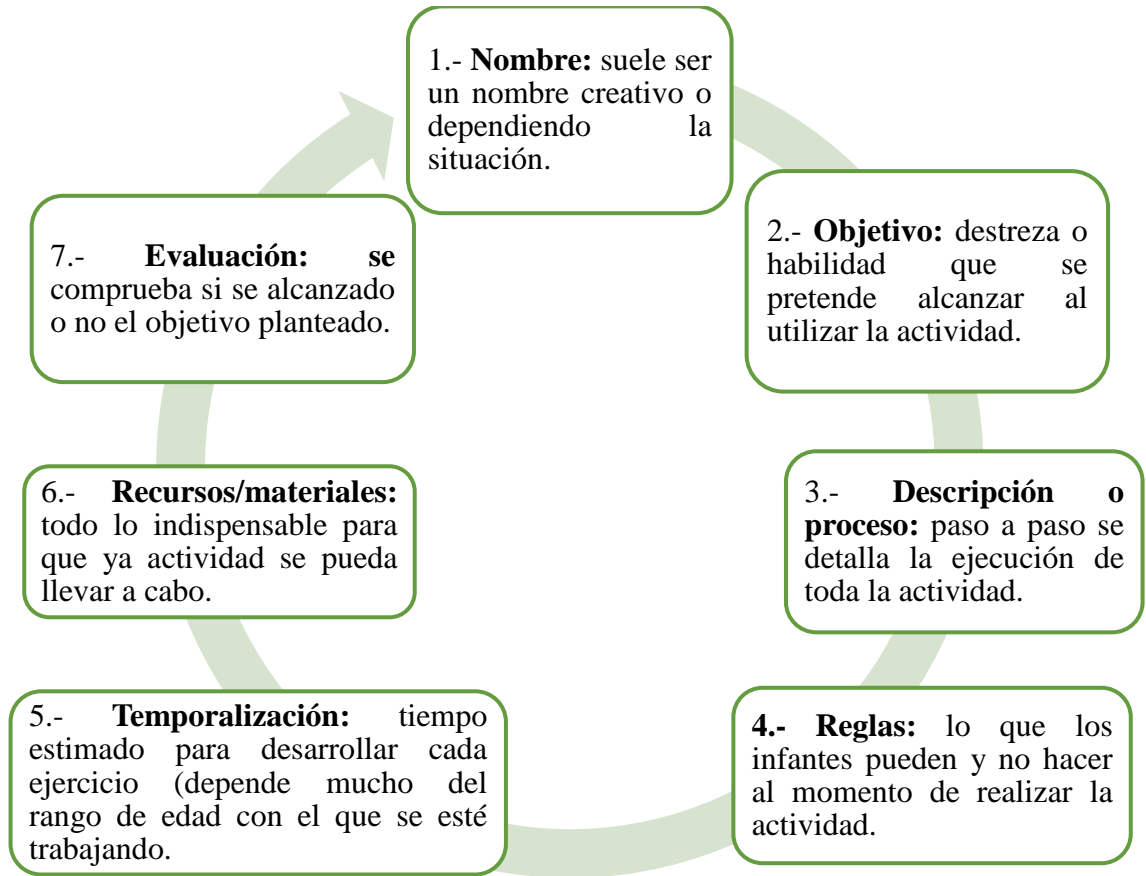 1.- Nombre: suele ser
un nombre creativo o
dependiendo la
situación.
2.- Objetivo: destreza o
habilidad que se
pretende alcanzar al
utilizar la actividad.
3.- Descripción o
proceso: paso a paso se
detalla la ejecución de
toda la actividad.
4.- Reglas: lo que los
infantes pueden y no hacer
al momento de realizar la
actividad.
5.- Temporalización: tiempo
estimado para desarrollar cada
ejercicio (depende mucho del
rango de edad con el que se esté
trabajando.
6.- Recursos/materiales:
todo lo indispensable para
que ya actividad se pueda
llevar a cabo.
7.- Evaluación: se
comprueba si se alcanzado
o no el objetivo planteado.